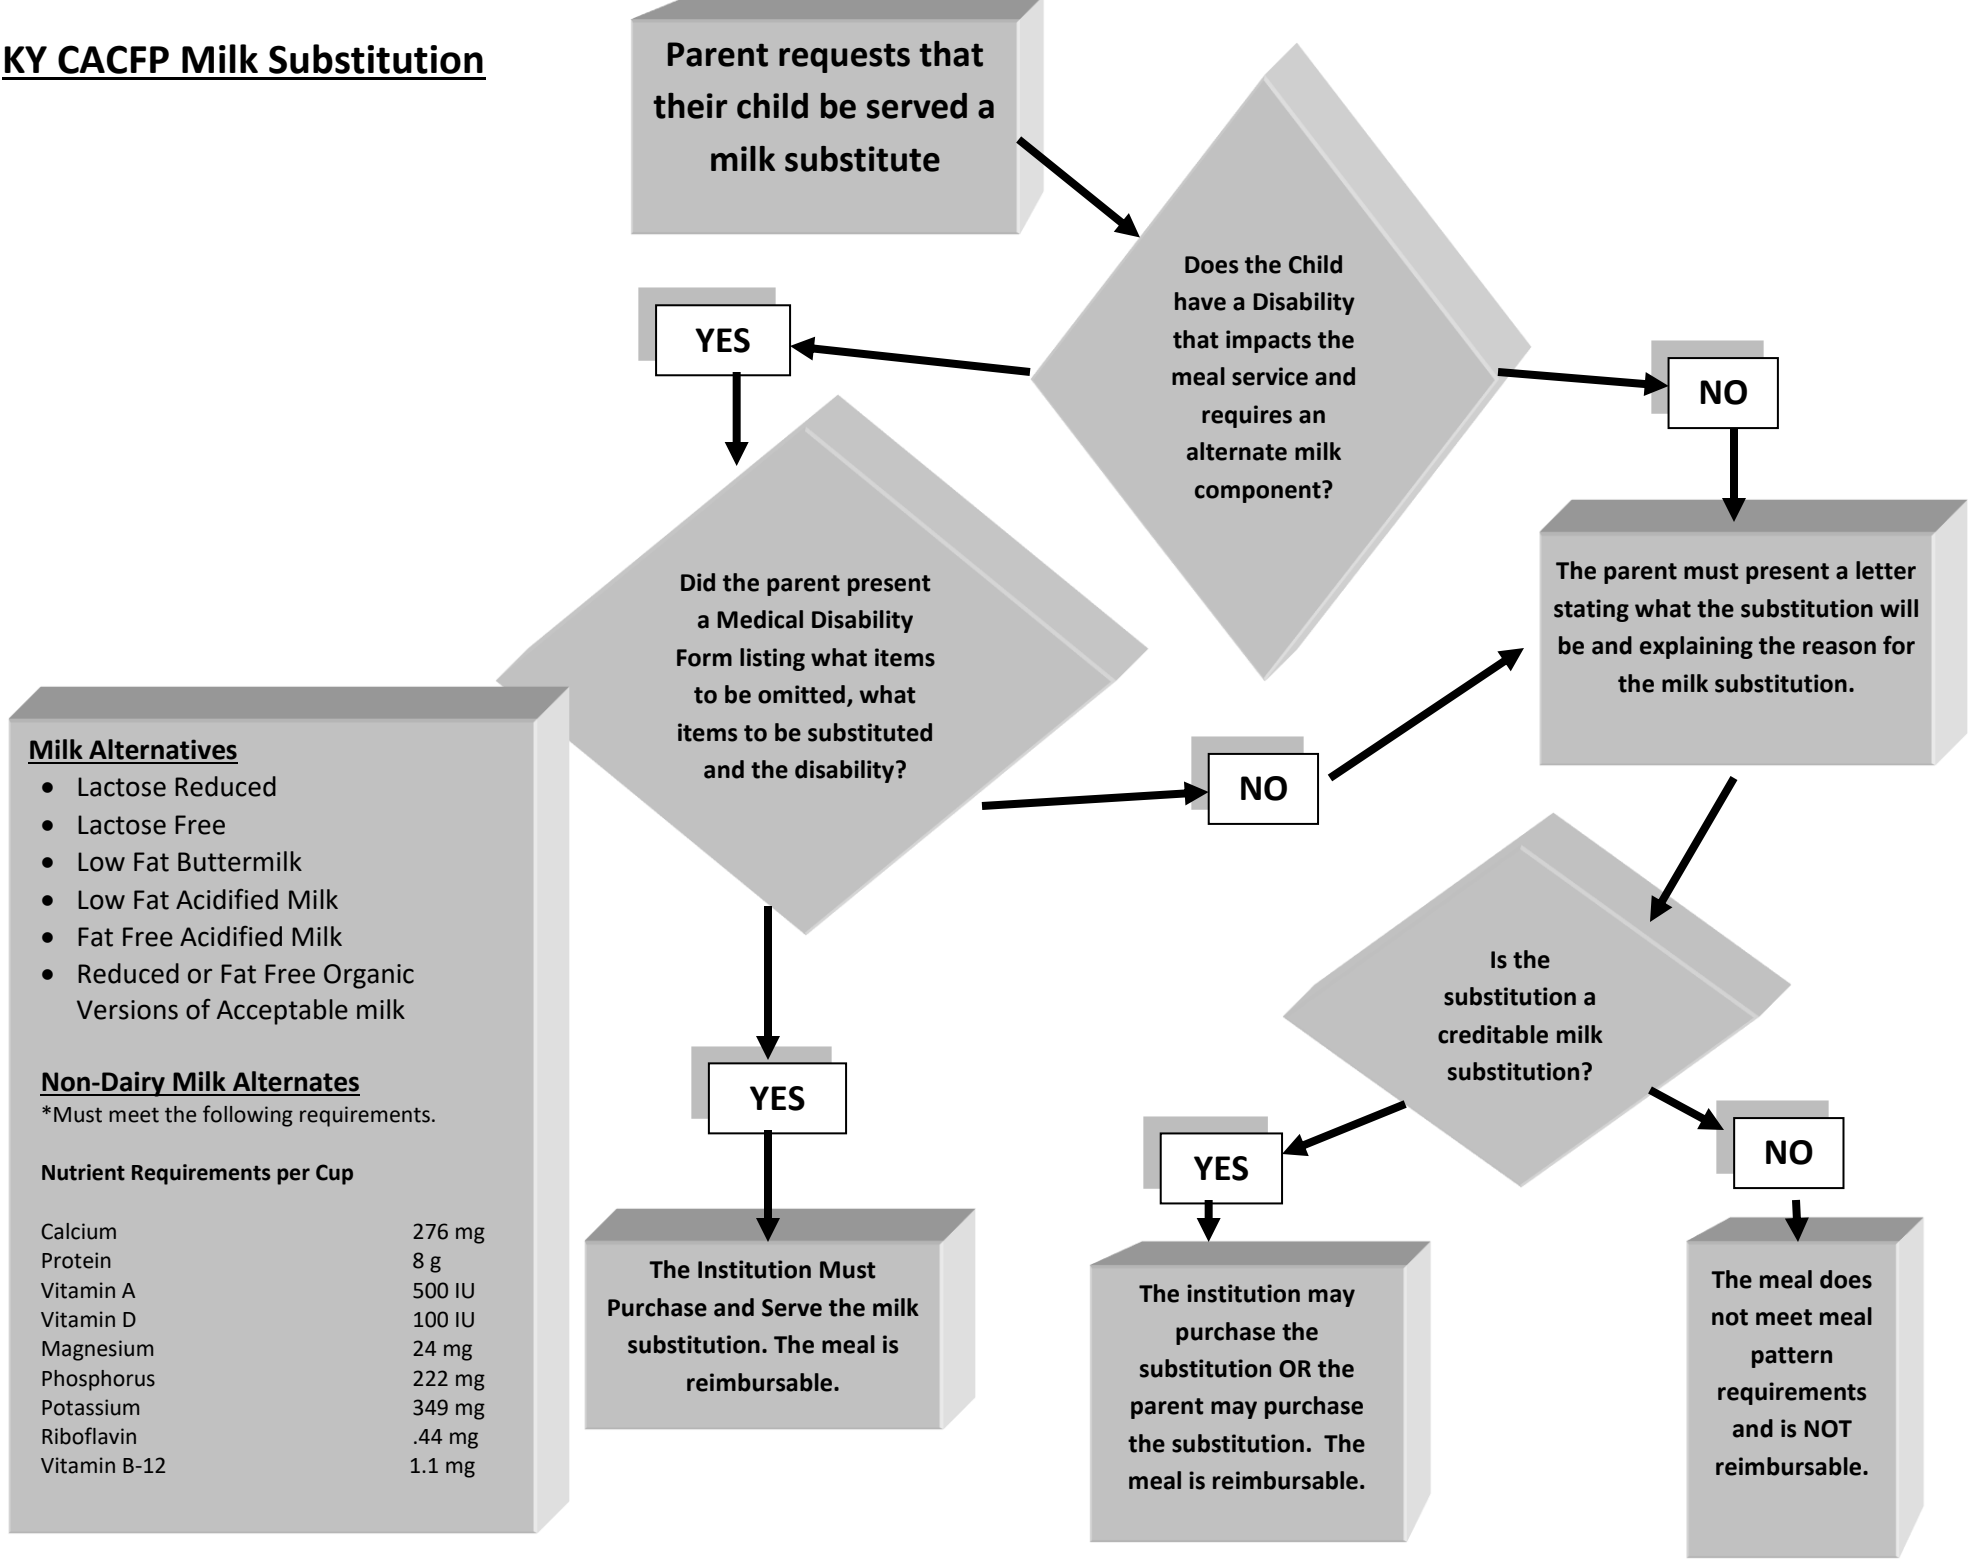 KY CACFP Milk Substitution
Parent requests that
their child be served a
milk substitute
Does the Child
have a Disability
that impacts the
meal service and
requires an
alternate milk
component?
YES
NO
Did the parent present
a Medical Disability
Form listing what items
to be omitted, what
items to be substituted
and the disability?
The parent must present a letter
stating what the substitution will
be and explaining the reason for
the milk substitution.
NO
Milk Alternatives
• Lactose Reduced
• Lactose Free
• Low Fat Buttermilk
• Low Fat Acidified Milk
• Fat Free Acidified Milk
• Reduced or Fat Free Organic
Versions of Acceptable milk
Non-Dairy Milk Alternates
*Must meet the following requirements.
Nutrient Requirements per Cup
Calcium 276 mg
Protein 8 g
Vitamin A 500 IU
Vitamin D 100 IU
Magnesium 24 mg
Phosphorus 222 mg
Potassium 349 mg
Riboflavin .44 mg
Vitamin B-12 1.1 mg
Is the
substitution a
creditable milk
substitution?
YES
YES
NO
The Institution Must
Purchase and Serve the milk
substitution. The meal is
reimbursable.
The institution may
purchase the
substitution OR the
parent may purchase
the substitution.  The
meal is reimbursable.
The meal does
not meet meal
pattern
requirements
and is NOT
reimbursable.